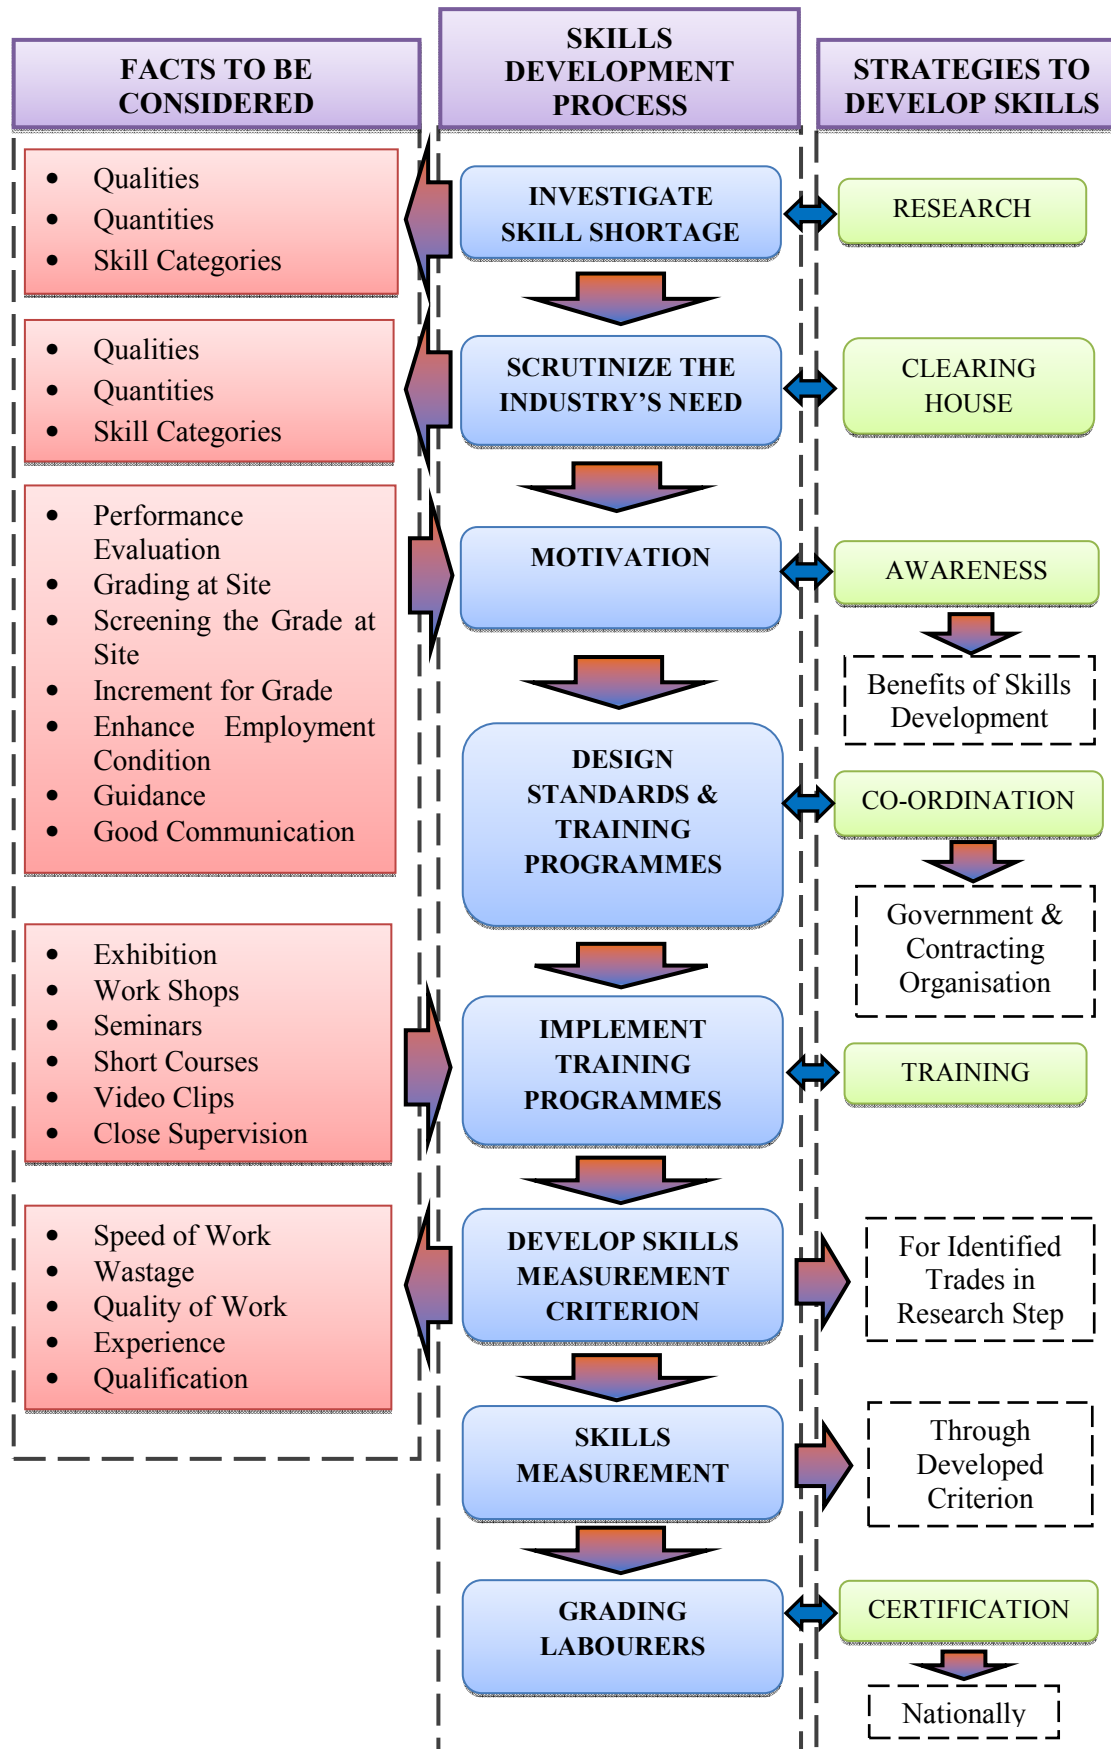 FACTS TO BE
CONSIDERED
• Qualities
• Quantities
• Skill Categories
• Qualities
• Quantities
• Skill Categories
• Performance
Evaluation
• Grading at Site
• Screening the Grade at
Site
• Increment for Grade
• Enhance Employment
Condition
• Guidance
• Good Communication
• Exhibition
• Work Shops
• Seminars
• Short Courses
• Video Clips
• Close Supervision
• Speed of Work
• Wastage
• Quality of Work
• Experience
• Qualification
SKILLS
DEVELOPMENT
PROCESS
INVESTIGATE
SKILL SHORTAGE
SCRUTINIZE THE
INDUSTRY’S NEED
MOTIVATION
DESIGN
STANDARDS &
TRAINING
PROGRAMMES
IMPLEMENT
TRAINING
PROGRAMMES
DEVELOP SKILLS
MEASUREMENT
CRITERION
SKILLS
MEASUREMENT
GRADING
LABOURERS
STRATEGIES TO
DEVELOP SKILLS
RESEARCH
CLEARING
HOUSE
AWARENESS
Benefits of Skills
Development
CO-ORDINATION
Government &
Contracting
Organisation
TRAINING
For Identified
Trades in
Research Step
Through
Developed
Criterion
CERTIFICATION
Nationally